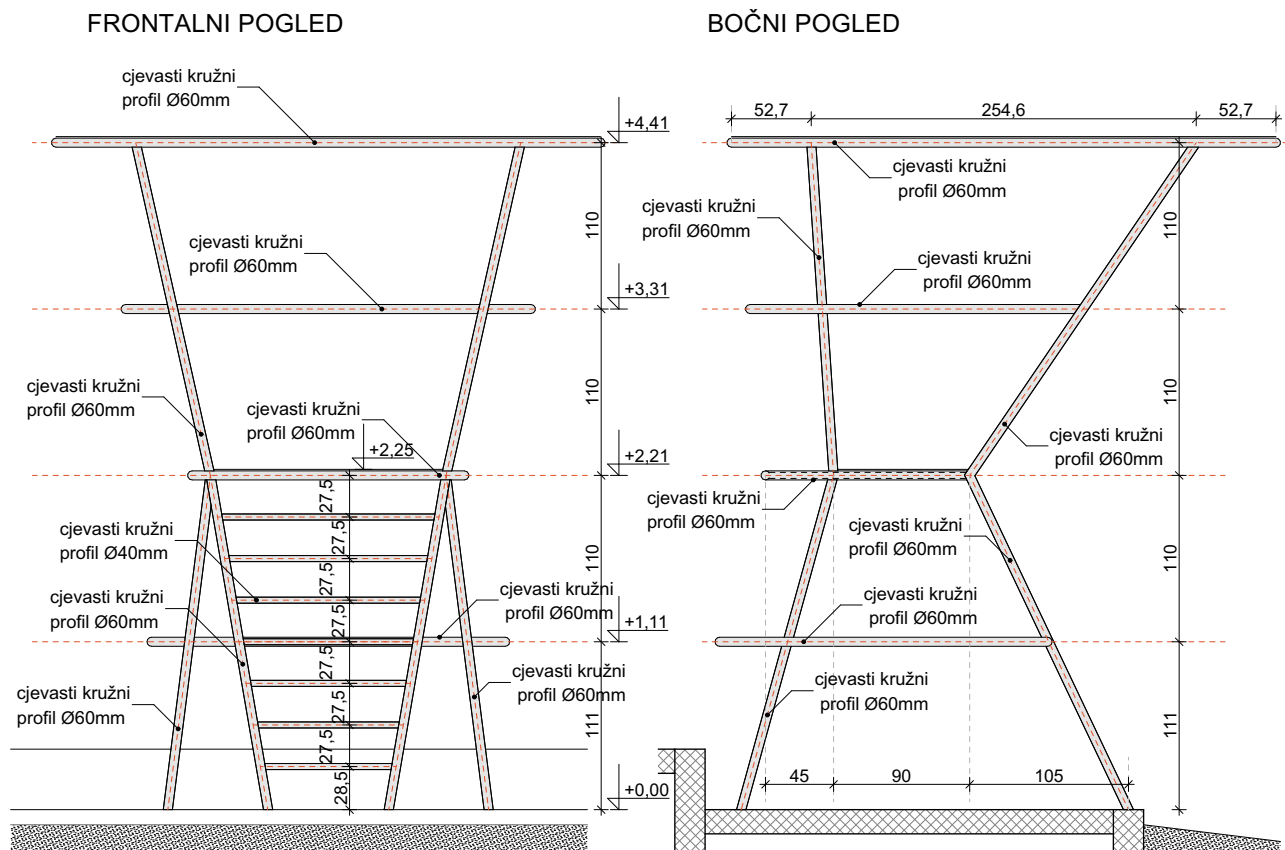 FRONTALNI POGLED
cjevasti kružni
profil Ø60mm
+4,41
110
cjevasti kružni
profil Ø60mm
+3,31
110
cjevasti kružni
profil Ø60mm
cjevasti kružni
profil Ø60mm
+2,25
+2,21
27,5
27,5
27,5
27,5
27,5
27,5
27,5
28,5
cjevasti kružni
profil Ø40mm
110
cjevasti kružni
profil Ø60mm
cjevasti kružni
profil Ø60mm
+1,11
cjevasti kružni
profil Ø60mm
cjevasti kružni
profil Ø60mm
111
+0,00
BOČNI POGLED
52,7
254,6
52,7
cjevasti kružni
profil Ø60mm
cjevasti kružni
profil Ø60mm
110
cjevasti kružni
profil Ø60mm
110
cjevasti kružni
profil Ø60mm
cjevasti kružni
profil Ø60mm
cjevasti kružni
profil Ø60mm
110
cjevasti kružni
profil Ø60mm
cjevasti kružni
profil Ø60mm
111
45
90
105